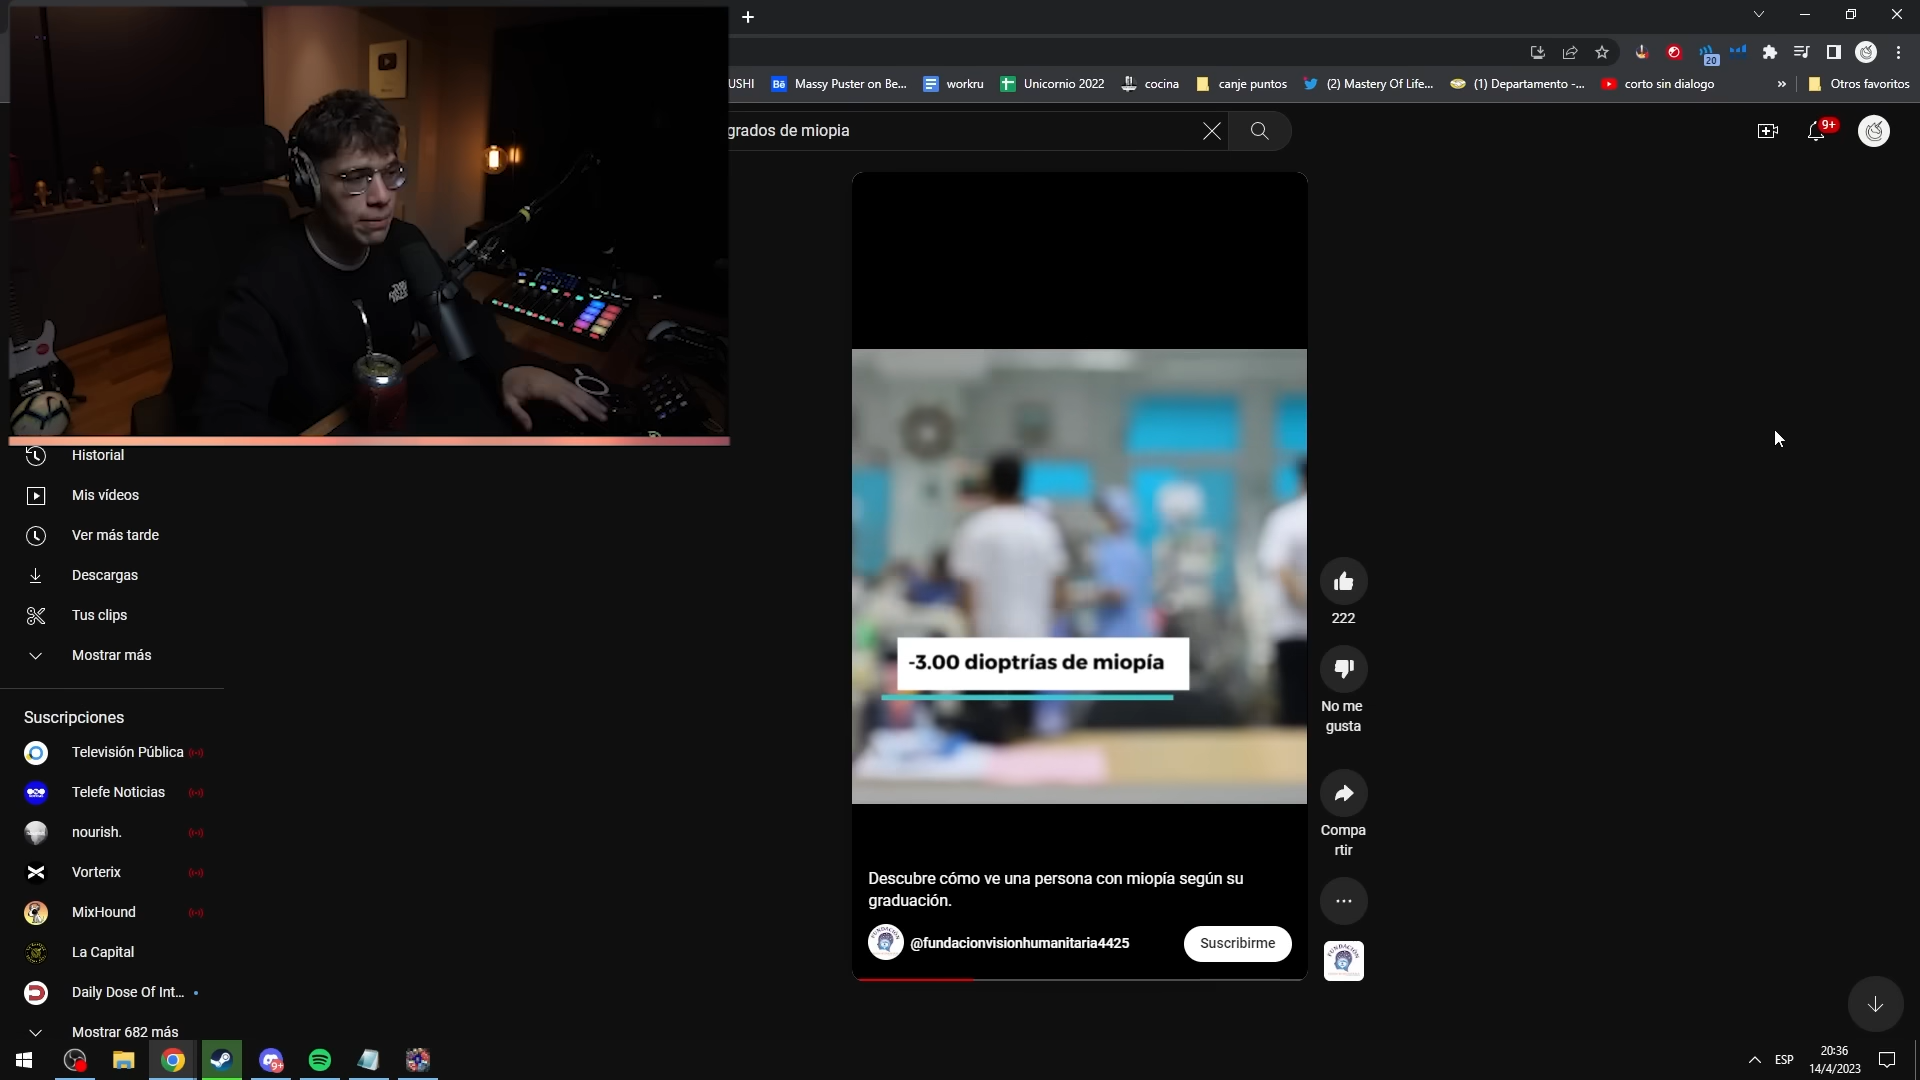 USHI
Massy Puster on Be...
workru
Unicornio 2022
cocina
canje puntos
(2) Mastery Of Life...
(1) Departamento -...
corto sin dialogo
»
Otros favoritos
20
grados de miopia
9+
Historial
Mis vídeos
Ver más tarde
Descargas
Tus clips
Mostrar más
Suscripciones
Televisión Pública
Telefe Noticias
nourish.
Vorterix
MixHound
La Capital
Daily Dose Of Int...
Mostrar 682 más
-3.00 dioptrías de miopía
Descubre cómo ve una persona con miopía según su
graduación.
@fundacionvisionhumanitaria4425
Suscribirme
222
No me
gusta
Compa
rtir
9+
ESP
20:36
14/4/2023